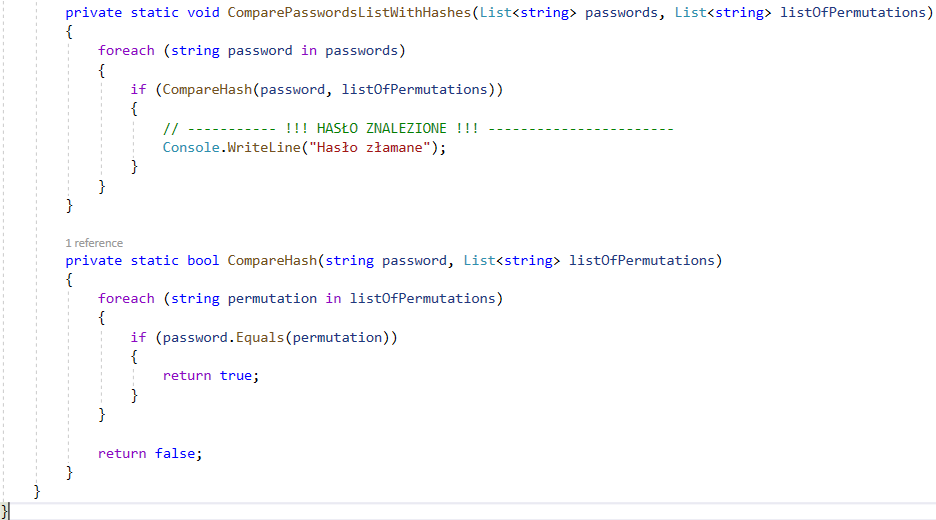 private static void ComparePasswordsListWithHashes(List<string> passwords, List<string> listOfPermutations)
{
foreach (string password in passwords)
{
if (CompareHash(password, listOfPermutations))
{
// ----------- !!! HASŁO ZNALEZIONE !!! -----------------------
Console.WriteLine("Hasło złamane");
}
}
}
1 reference
private static bool CompareHash(string password, List<string> listOfPermutations)
{
foreach (string permutation in listOfPermutations)
{
if (password.Equals(permutation))
{
return true;
}
}
return false;
}
}
}